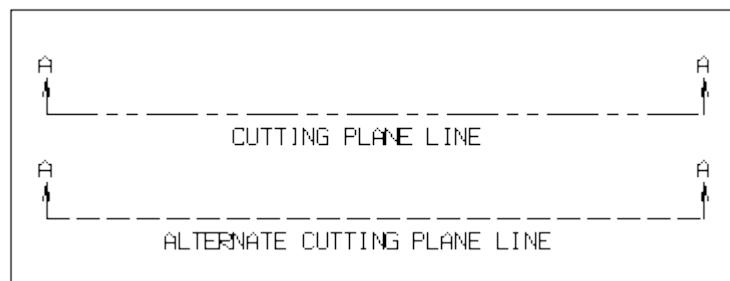 A A
CUTTING PLANE LINE
A A
ALTERNATE CUTTING PLANE LINE